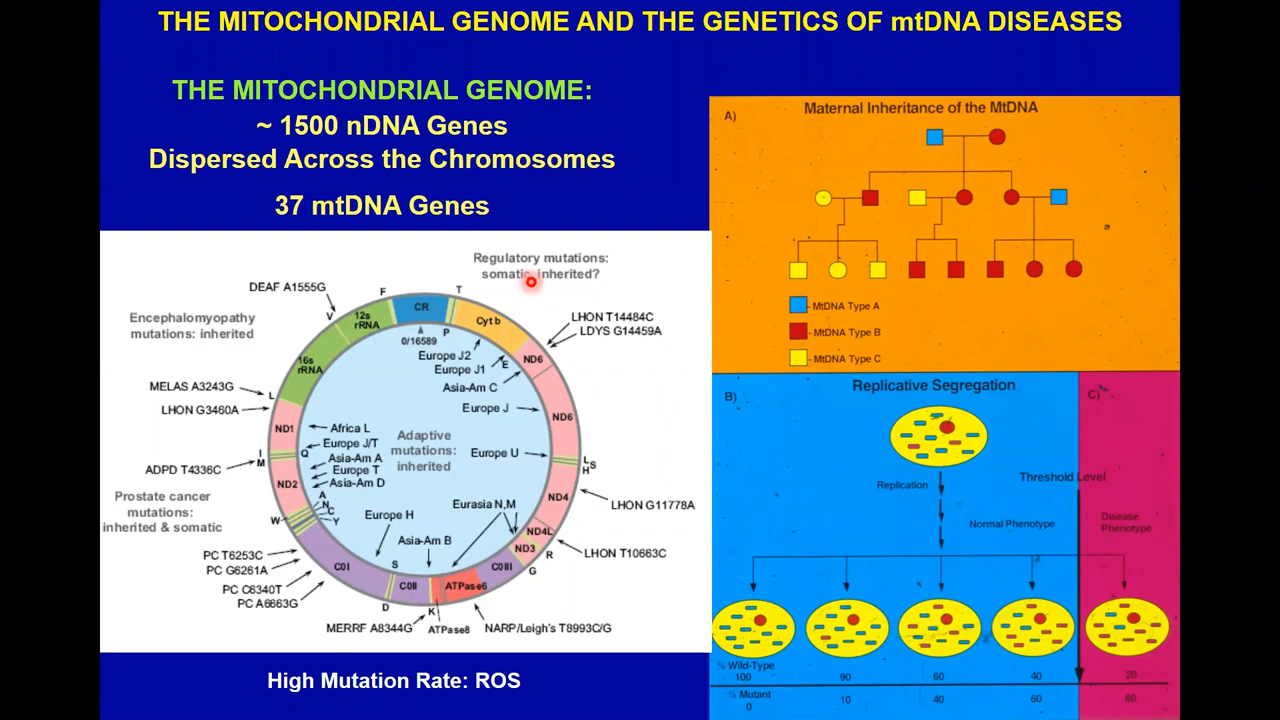 THE MITOCHONDRIAL GENOME AND THE GENETICS OF mtDNA DISEASES
THE MITOCHONDRIAL GENOME:
~ 1500 nDNA Genes
Dispersed Across the Chromosomes
37 mtDNA Genes
Regulatory mutations:
somatic inherited?
DEAF A1555G
F
CR
T
V
12s
rRNA
P
Cyt b
0/16589
Encephalomyopathy
mutations: inherited
LHON T14484C
LDYS G14459A
Europe J2
E
ND6
Europe J1
Asia-Am C
16s
rRNA
MELAS A3243G
L
LHON G3460A
Europe J
ND6
ND1
Africa L
Europe J/T
Q
Asia-Am A
Europe T
Asia-Am D
Adaptive
mutations:
inherited
Europe U
L
S
H
I
M
ADPD T4336C
ND2
A
N
C
Y
W
Prostate cancer
mutations:
inherited & somatic
Eurasia N,M
ND4
LHON G11778A
Europe H
Asia-Am B
ND4L
R
ND3
G
LHON T10663C
PC T6253C
PC G6261A
PC C6340T
PC A6663G
C0I
S
C0II
D
K
ATPase6
C0III
MERRF A8344G
ATPase8
NARP/Leigh's T8993C/G
High Mutation Rate: ROS
A)
Maternal Inheritance of the MtDNA
- MtDNA Type A
- MtDNA Type B
- MtDNA Type C
B)
Replicative Segregation
C)
Replication
Threshold Level
Normal Phenotype
Disease
Phenotype
% Wild-Type
100 90 60 40 20
% Mutant
0 10 40 60 80